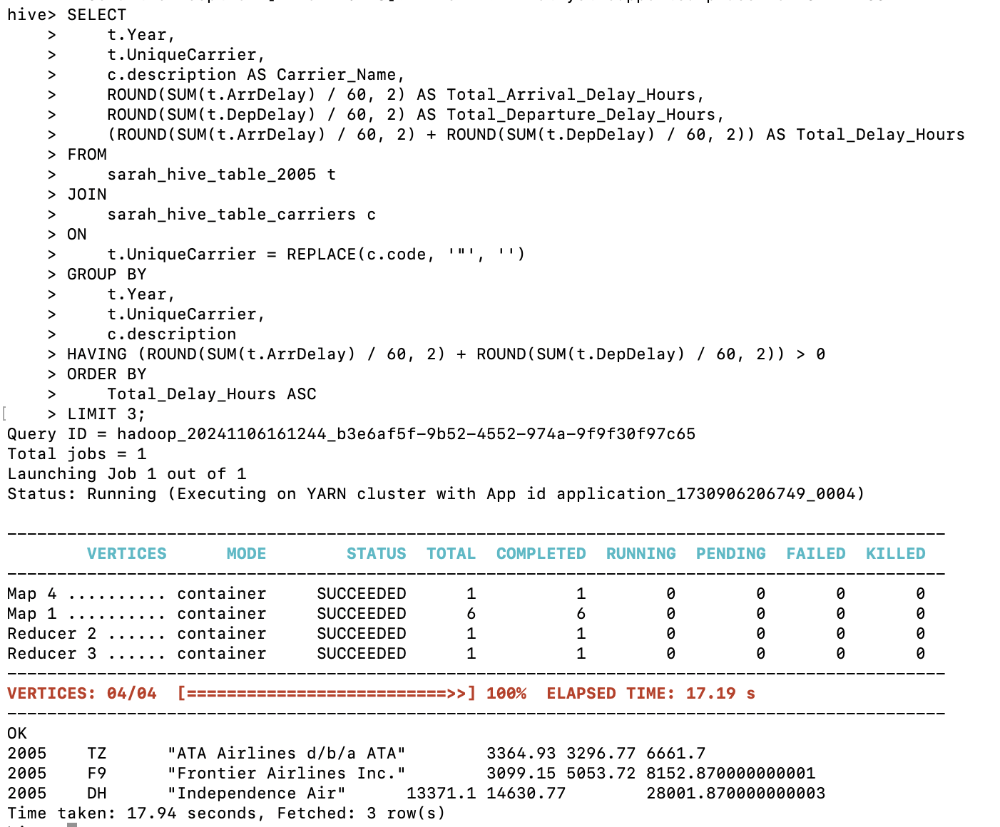 hive> SELECT
    >     t.Year,
    >     t.UniqueCarrier,
    >     c.description AS Carrier_Name,
    >     ROUND(SUM(t.ArrDelay) / 60, 2) AS Total_Arrival_Delay_Hours,
    >     ROUND(SUM(t.DepDelay) / 60, 2) AS Total_Departure_Delay_Hours,
    >     (ROUND(SUM(t.ArrDelay) / 60, 2) + ROUND(SUM(t.DepDelay) / 60, 2)) AS Total_Delay_Hours
    > FROM
    >     sarah_hive_table_2005 t
    > JOIN
    >     sarah_hive_table_carriers c
    > ON
    >     t.UniqueCarrier = REPLACE(c.code, '"', '')
    > GROUP BY
    >     t.Year,
    >     t.UniqueCarrier,
    >     c.description
    > HAVING (ROUND(SUM(t.ArrDelay) / 60, 2) + ROUND(SUM(t.DepDelay) / 60, 2)) > 0
    > ORDER BY
    >     Total_Delay_Hours ASC
[    > LIMIT 3;
Query ID = hadoop_20241106161244_b3e6af5f-9b52-4552-974a-9f9f30f97c65
Total jobs = 1
Launching Job 1 out of 1
Status: Running (Executing on YARN cluster with App id application_1730906206749_0004)
----------------------------------------------------------------------------------------------
        VERTICES      MODE        STATUS  TOTAL  COMPLETED  RUNNING  PENDING  FAILED  KILLED
----------------------------------------------------------------------------------------------
Map 4 .......... container     SUCCEEDED      1          1        0        0       0       0
Map 1 .......... container     SUCCEEDED      6          6        0        0       0       0
Reducer 2 ...... container     SUCCEEDED      1          1        0        0       0       0
Reducer 3 ...... container     SUCCEEDED      1          1        0        0       0       0
----------------------------------------------------------------------------------------------
VERTICES: 04/04  [==========================>>] 100%  ELAPSED TIME: 17.19 s
----------------------------------------------------------------------------------------------
OK
2005    TZ      "ATA Airlines d/b/a ATA"        3364.93 3296.77 6661.7
2005    F9      "Frontier Airlines Inc."        3099.15 5053.72 8152.870000000001
2005    DH      "Independence Air"      13371.1 14630.77        28001.870000000003
Time taken: 17.94 seconds, Fetched: 3 row(s)